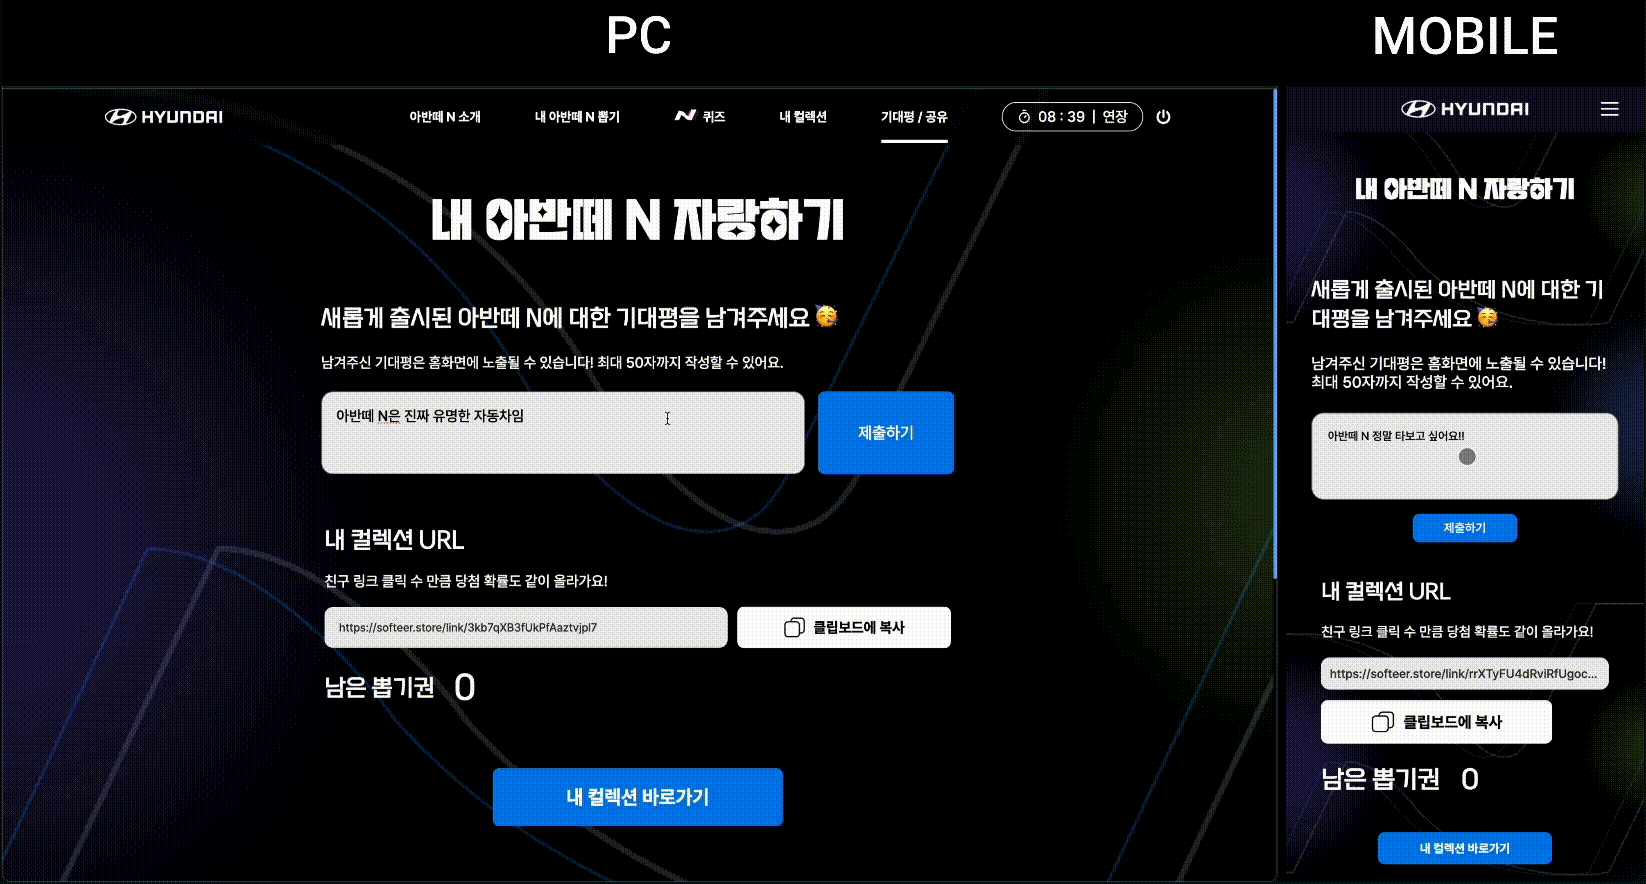 PC
HYUNDAI
아반떼 N 소개
내 아반떼 N 뽑기
N 퀴즈
내 컬렉션
기대평 / 공유
08 : 39 | 연장
내 아반떼 N 자랑하기
새롭게 출시된 아반떼 N에 대한 기대평을 남겨주세요 🥳
남겨주신 기대평은 홈화면에 노출될 수 있습니다! 최대 50자까지 작성할 수 있어요.
아반떼 N은 진짜 유명한 자동차임
제출하기
내 컬렉션 URL
친구 링크 클릭 수 만큼 당첨 확률도 같이 올라가요!
https://softeer.store/link/3kb7qXB3fUkPfAaztvjpl7
클립보드에 복사
남은 뽑기권 0
내 컬렉션 바로가기
MOBILE
HYUNDAI
내 아반떼 N 자랑하기
새롭게 출시된 아반떼 N에 대한 기
대평을 남겨주세요 🥳
남겨주신 기대평은 홈화면에 노출될 수 있습니다!
최대 50자까지 작성할 수 있어요.
아반떼 N 정말 타보고 싶어요!!
제출하기
내 컬렉션 URL
친구 링크 클릭 수 만큼 당첨 확률도 같이 올라가요!
https://softeer.store/link/rrXTyFU4dRviRfUgoc...
클립보드에 복사
남은 뽑기권 0
내 컬렉션 바로가기